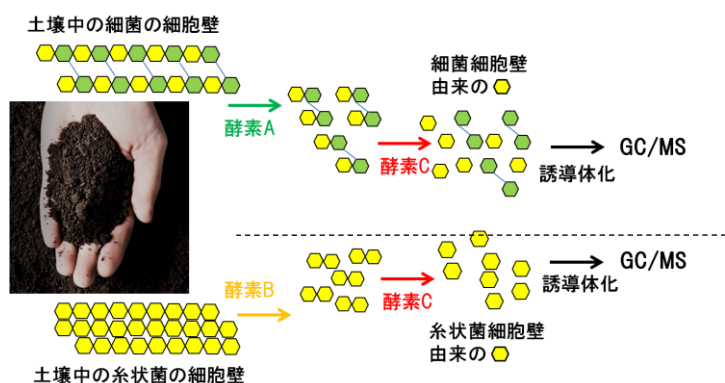 土壌中の細菌の細胞壁
細菌細胞壁
由来の
酵素A
酵素C
誘導体化
GC/MS
酵素B
酵素C
誘導体化
GC/MS
糸状菌細胞壁
由来の
土壌中の糸状菌の細胞壁